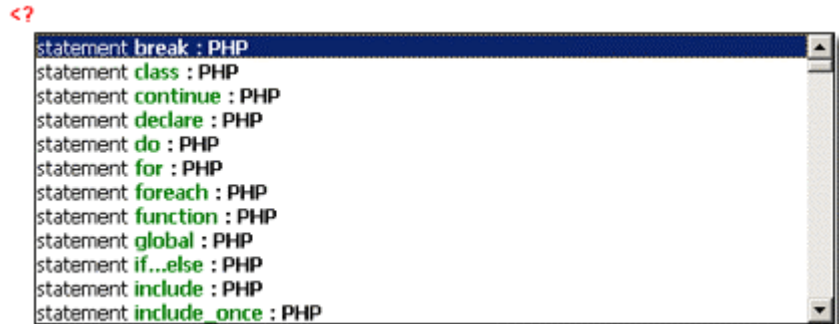 <?
statement break : PHP
statement class : PHP
statement continue : PHP
statement declare : PHP
statement do : PHP
statement for : PHP
statement foreach : PHP
statement function : PHP
statement global : PHP
statement if...else : PHP
statement include : PHP
statement include_once : PHP